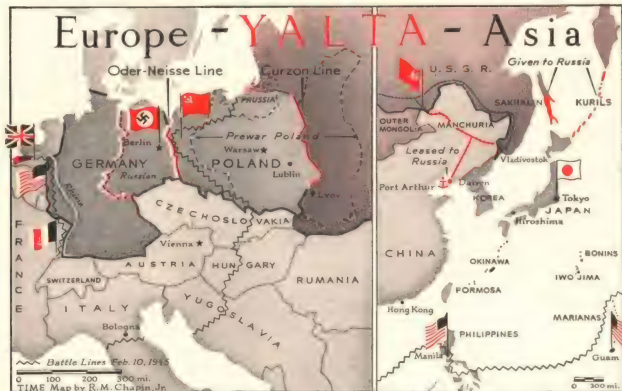 Europe - YALTA - Asia
Oder-Neisse Line
Curzon Line
PRUSSIA
Prewar Poland
Berlin
Warsaw
GERMANY
Russian
POLAND
Lublin
Lvov
Rhine
CZECHOSLOVAKIA
FRANCE
Vienna
AUSTRIA
HUNGARY
SWITZERLAND
RUMANIA
ITALY
YUGOSLAVIA
Bologna
Battle Lines Feb. 10, 1945
0 100 200 300 mi.
TIME Map by R.M. Chapin, Jr.
U.S.S.R.
Given to Russia
SAKHALIN
KURILS
OUTER MONGOLIA
MANCHURIA
Leased to Russia
Vladivostok
Port Arthur
Dairen
KOREA
Tokyo
JAPAN
Hiroshima
CHINA
OKINAWA
BONINS
IWO JIMA
FORMOSA
Hong Kong
MARIANAS
PHILIPPINES
Manila
Guam
0 300 mi.